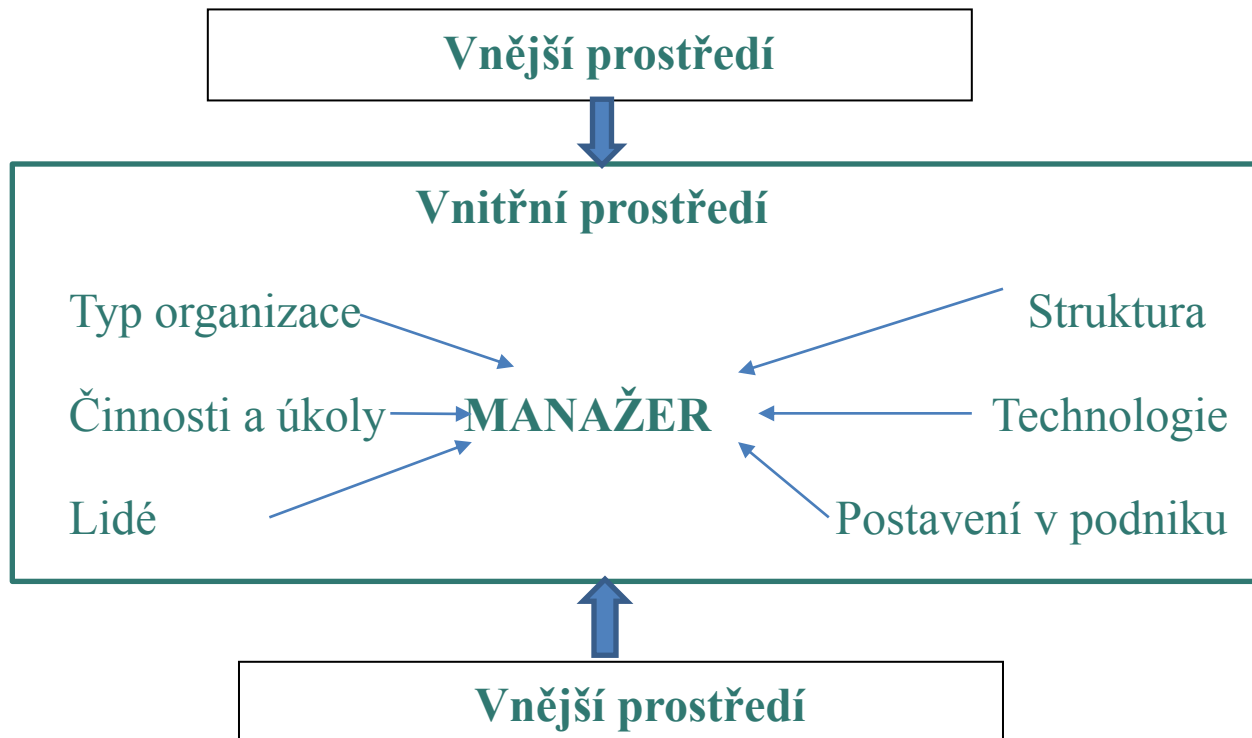 Vnější prostředí
Vnitřní prostředí
Typ organizace
Struktura
Činnosti a úkoly
MANAŽER
Technologie
Lidé
Postavení v podniku
Vnější prostředí